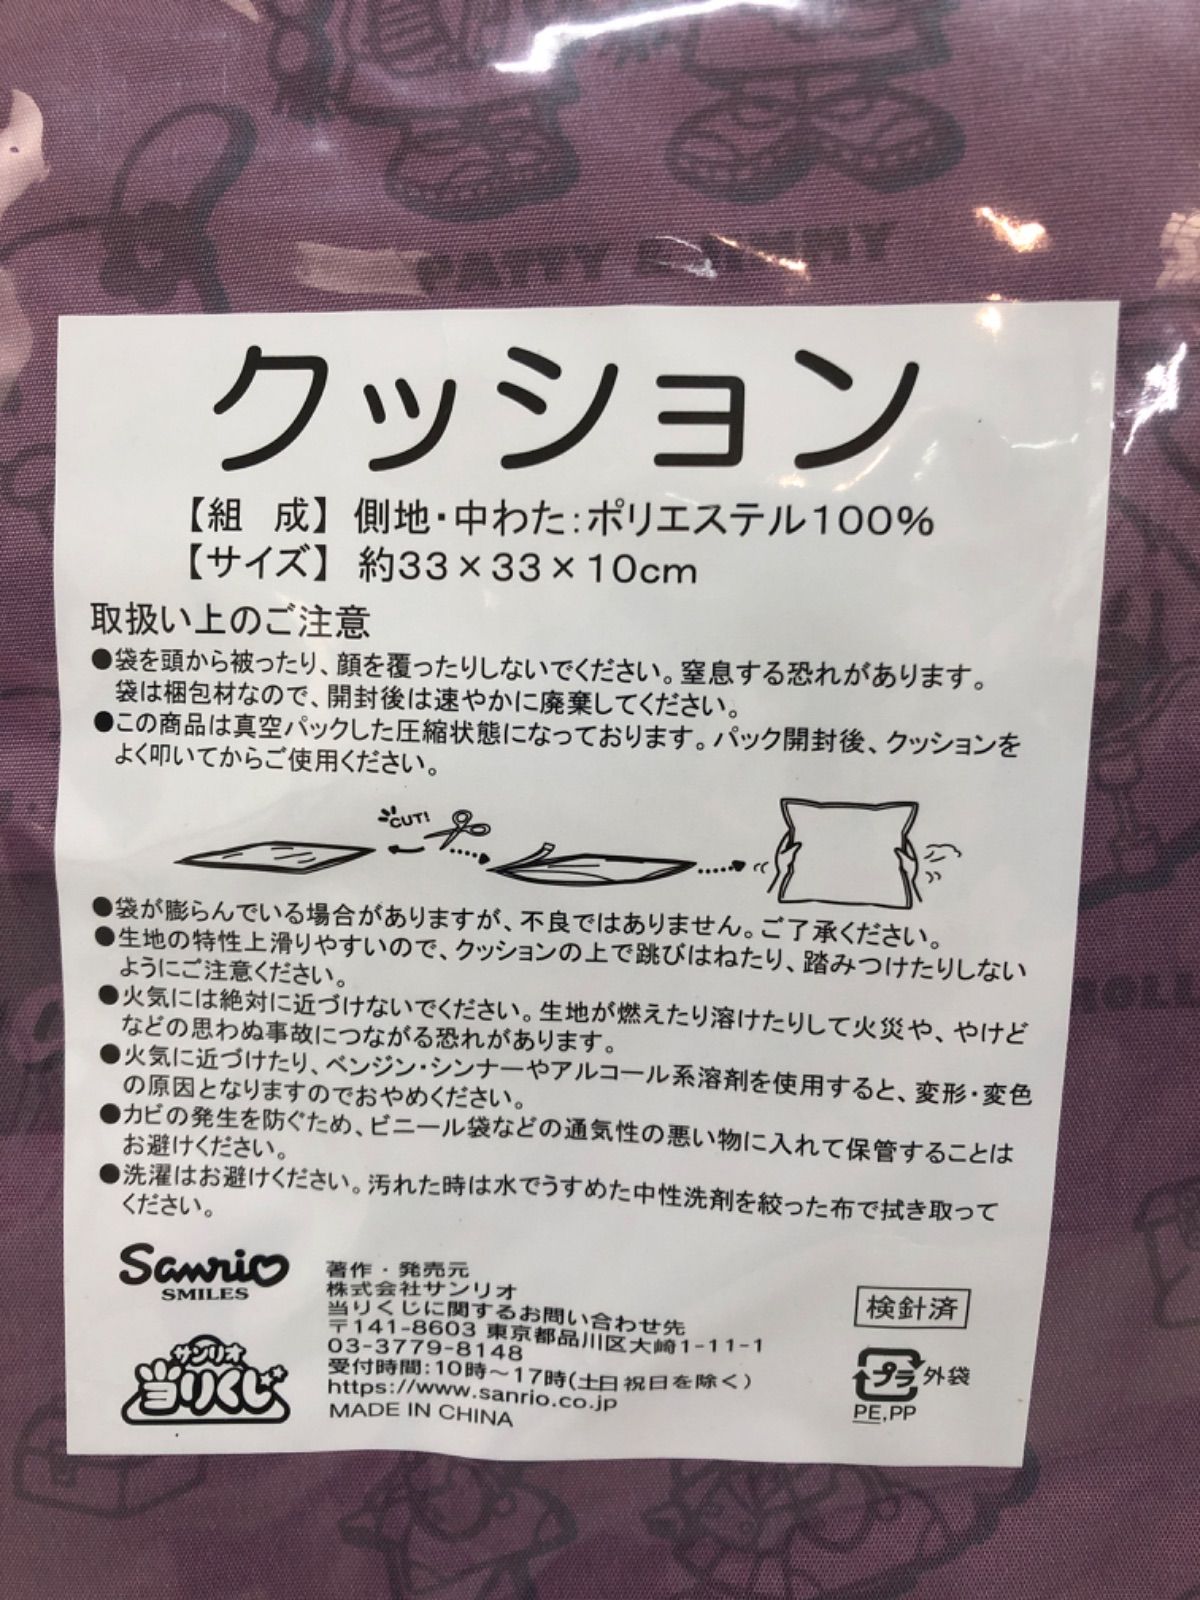 PATTY & JIMMY
クッション
【組 成】側地・中わた:ポリエステル100%
【サイズ】約33×33×10cm
取扱い上のご注意
●袋を頭から被ったり、顔を覆ったりしないでください。窒息する恐れがあります。
袋は梱包材なので、開封後は速やかに廃棄してください。
●この商品は真空パックした圧縮状態になっております。パック開封後、クッションを
よく叩いてからご使用ください。
CUT!
●袋が膨らんでいる場合がありますが、不良ではありません。ご了承ください。
●生地の特性上滑りやすいので、クッションの上で跳びはねたり、踏みつけたりしない
ようにご注意ください。
●火気には絶対に近づけないでください。生地が燃えたり溶けたりして火災や、やけど
などの思わぬ事故につながる恐れがあります。
●火気に近づけたり、ベンジン・シンナーやアルコール系溶剤を使用すると、変形・変色
の原因となりますのでおやめください。
●カビの発生を防ぐため、ビニール袋などの通気性の悪い物に入れて保管することは
お避けください。
●洗濯はお避けください。汚れた時は水でうすめた中性洗剤を絞った布で拭き取って
ください。
Sanrio
SMILES
サンリオ
当りくじ
著作・発売元
株式会社サンリオ
当りくじに関するお問い合わせ先
〒141-8603 東京都品川区大崎1-11-1
03-3779-8148
受付時間:10時～17時(土日祝日を除く)
https://www.sanrio.co.jp
MADE IN CHINA
検針済
プラ 外袋
PE,PP